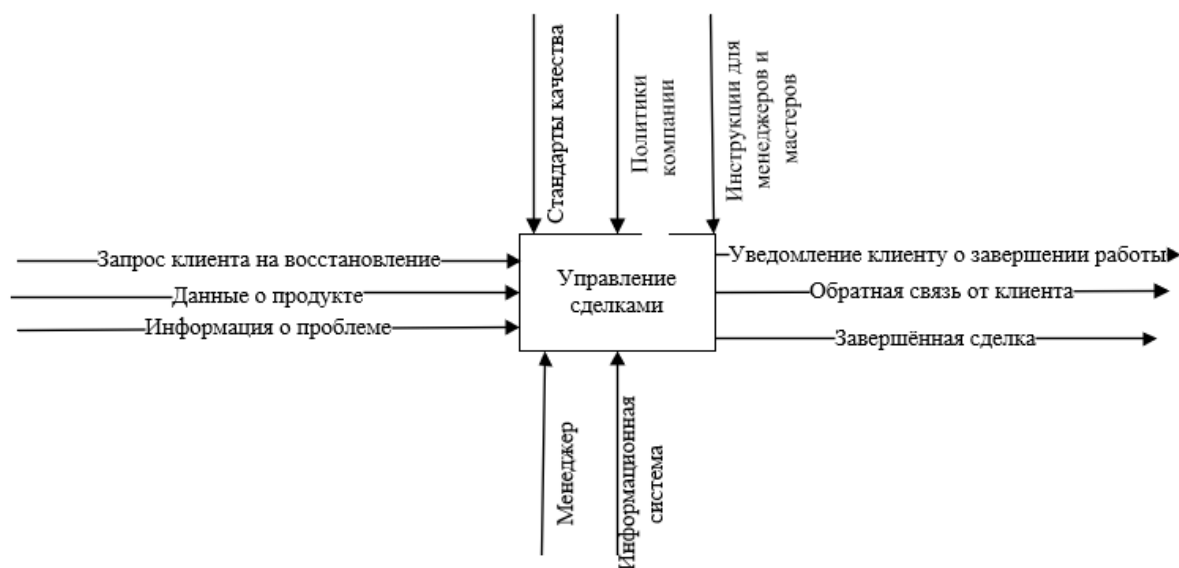 Стандарты качества
Политики
компании
Инструкции для
менеджеров и
мастеров
Запрос клиента на восстановление
Данные о продукте
Информация о проблеме
Управление
сделками
Уведомление клиенту о завершении работы
Обратная связь от клиента
Завершённая сделка
Менеджер
Информационная
система